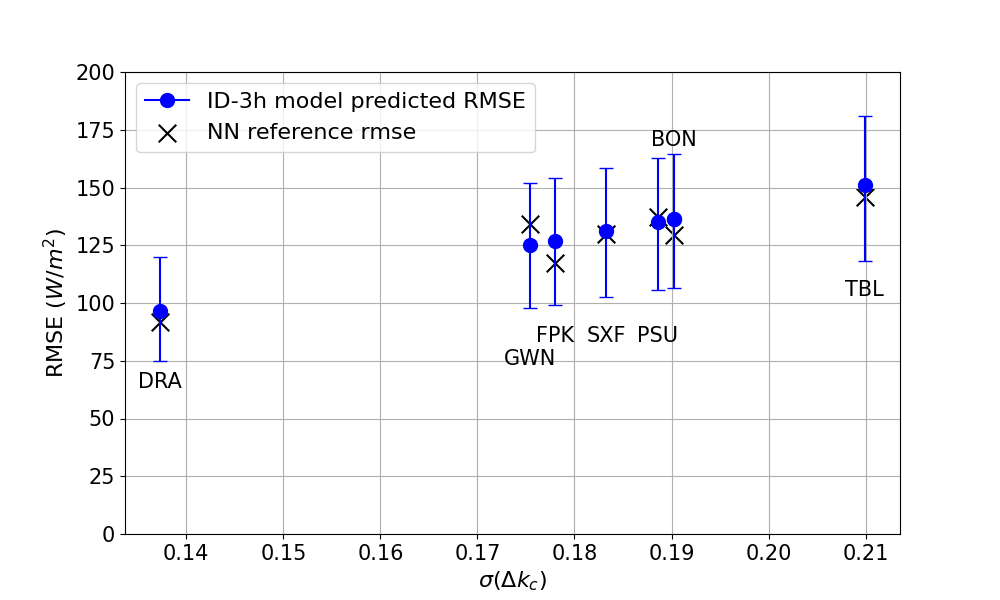 ID-3h model predicted RMSE
NN reference rmse
200
175
150
125
100
75
50
25
0
RMSE (W/m²)
BON
TBL
FPK SXF PSU
GWN
DRA
0.14 0.15 0.16 0.17 0.18 0.19 0.20 0.21
σ(Δk_c)